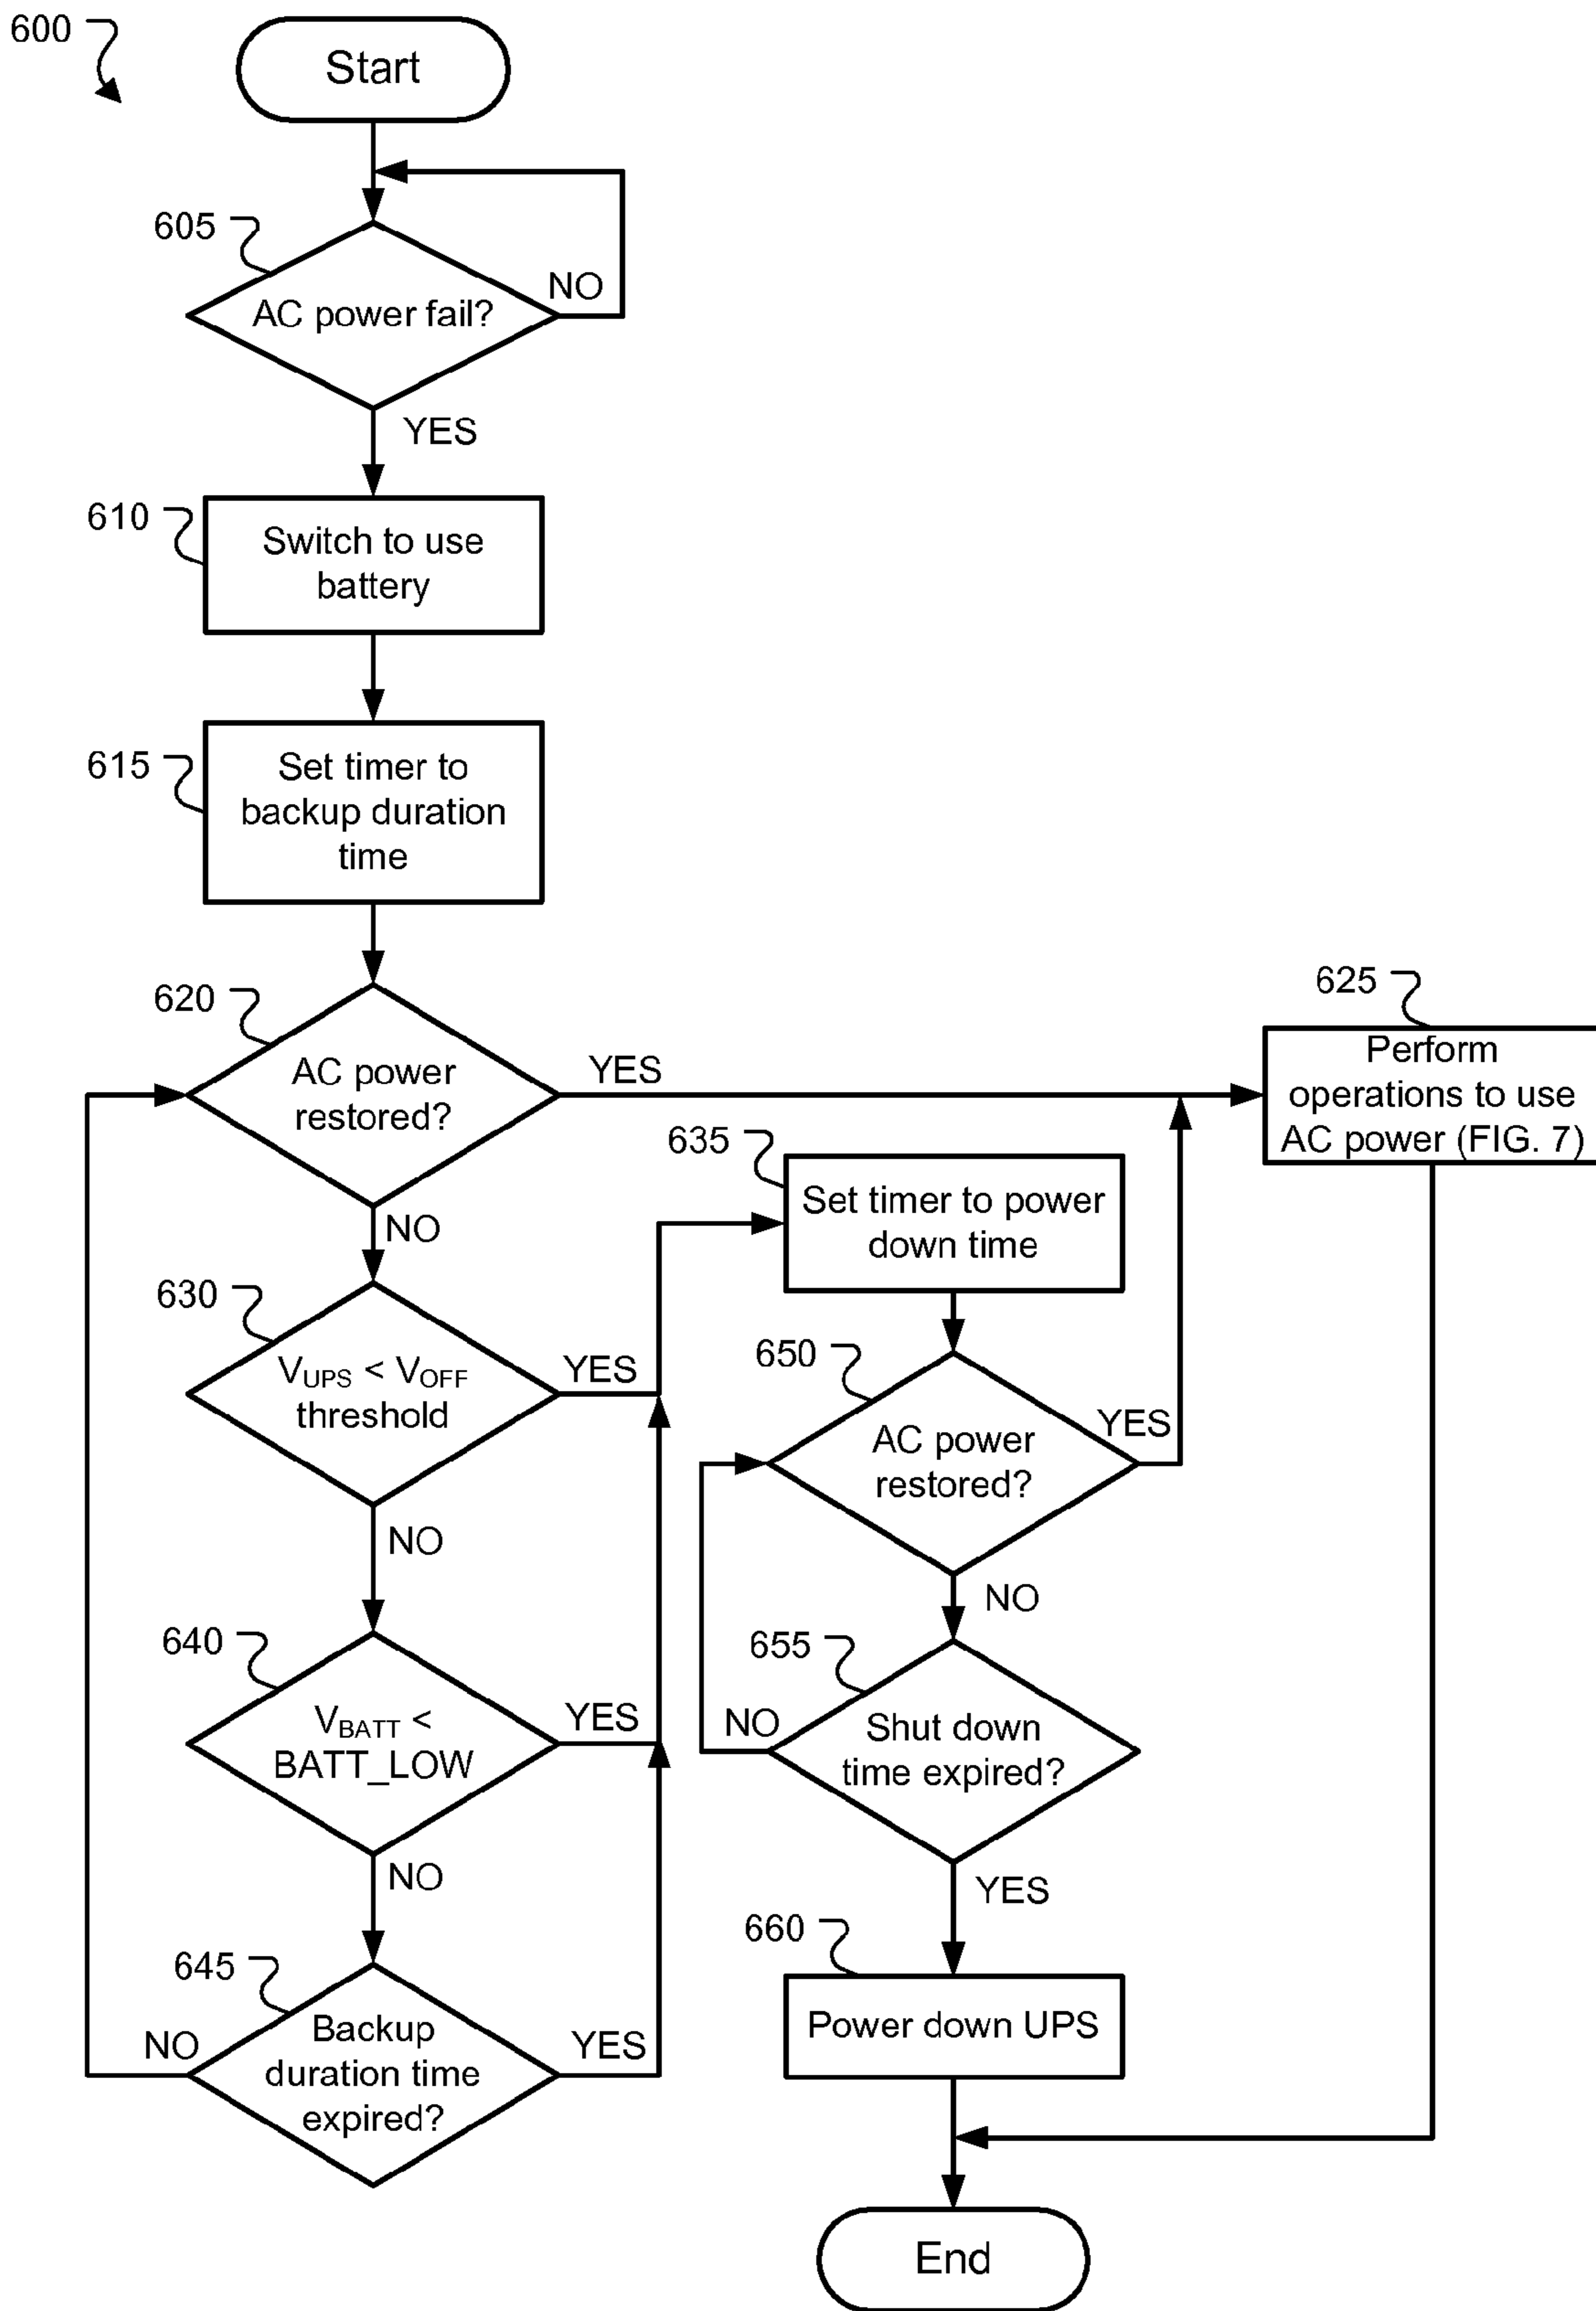 600
Start
605
AC power fail?
NO
YES
610
Switch to use
battery
615
Set timer to
backup duration
time
620
AC power
restored?
YES
NO
625
Perform
operations to use
AC power (FIG. 7)
630
V_UPS < V_OFF
threshold
YES
NO
635
Set timer to power
down time
640
V_BATT <
BATT_LOW
YES
NO
645
Backup
duration time
expired?
NO
YES
650
AC power
restored?
YES
NO
655
Shut down
time expired?
NO
YES
660
Power down UPS
End